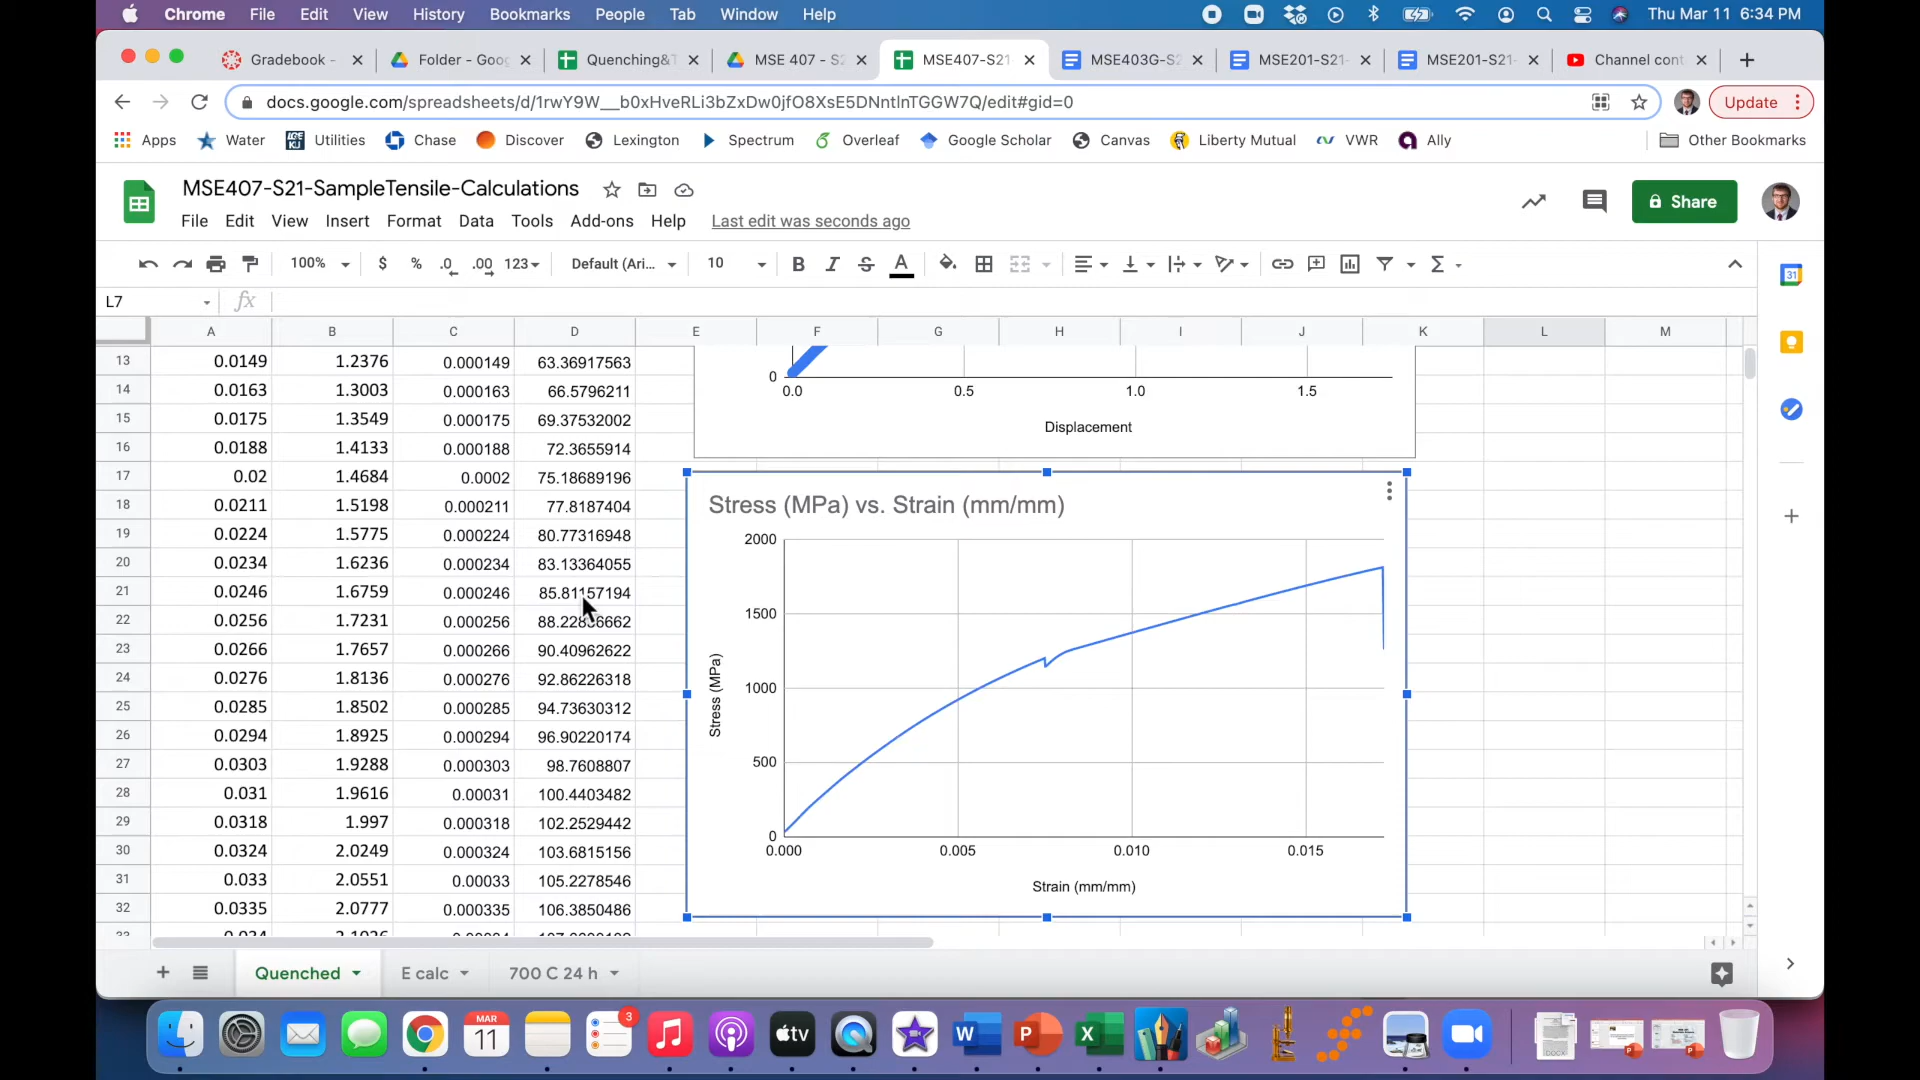 Chrome File Edit View History Bookmarks People Tab Window Help Thu Mar 11 6:34 PM
Gradebook - Folder - Goog Quenching&T MSE 407 - S2 MSE407-S21 MSE403G-S2 MSE201-S21- MSE201-S21- Channel cont
docs.google.com/spreadsheets/d/1rwY9W__b0xHveRLi3bZxDw0jfO8XsE5DNntlnTGGW7Q/edit#gid=0 Update
Apps Water Utilities Chase Discover Lexington Spectrum Overleaf Google Scholar Canvas Liberty Mutual VWR Ally Other Bookmarks
MSE407-S21-SampleTensile-Calculations
Share
File Edit View Insert Format Data Tools Add-ons Help Last edit was seconds ago
100% $ % .0 .00 123 Default (Ari... 10 B I S A
L7 fx
A B C D E F G H I J K L M
13 0.0149 1.2376 0.000149 63.36917563
14 0.0163 1.3003 0.000163 66.5796211
15 0.0175 1.3549 0.000175 69.37532002
16 0.0188 1.4133 0.000188 72.3655914
17 0.02 1.4684 0.0002 75.18689196
18 0.0211 1.5198 0.000211 77.8187404
19 0.0224 1.5775 0.000224 80.77316948
20 0.0234 1.6236 0.000234 83.13364055
21 0.0246 1.6759 0.000246 85.81157194
22 0.0256 1.7231 0.000256
23 0.0266 1.7657 0.000266 90.40962622
24 0.0276 1.8136 0.000276 92.86226318
25 0.0285 1.8502 0.000285 94.73630312
26 0.0294 1.8925 0.000294 96.90220174
27 0.0303 1.9288 0.000303 98.7608807
28 0.031 1.9616 0.00031 100.4403482
29 0.0318 1.997 0.000318 102.2529442
30 0.0324 2.0249 0.000324 103.6815156
31 0.033 2.0551 0.00033 105.2278546
32 0.0335 2.0777 0.000335 106.3850486
0
0.0 0.5 1.0 1.5
Displacement
Stress (MPa) vs. Strain (mm/mm)
2000
1500
1000
500
0
Stress (MPa)
0.000 0.005 0.010 0.015
Strain (mm/mm)
Quenched E calc 700 C 24 h
31
MAR
11
3
tv
W
P
X
DOCX